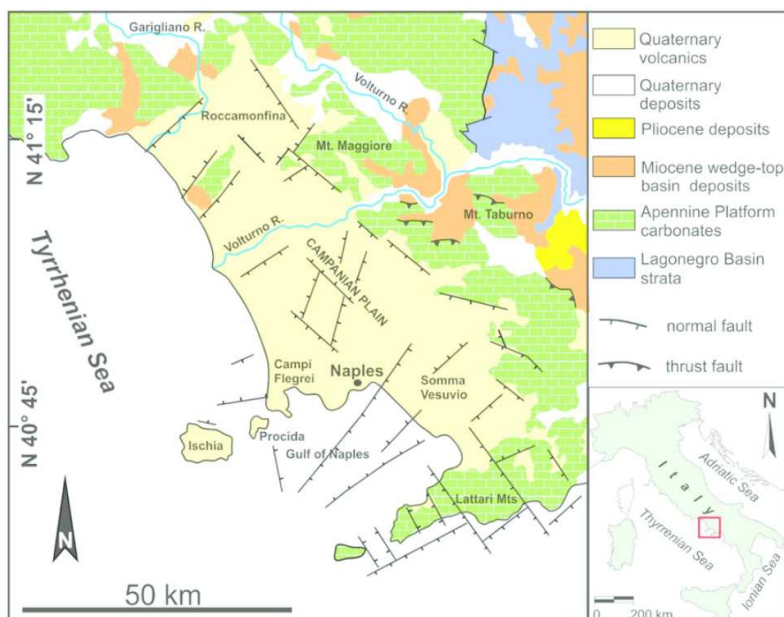 Garigliano R.
Volturno R.
Roccamonfina
N 41° 15'
Mt. Maggiore
Mt. Taburno
Volturno R.
CAMPANIAN PLAIN
Tyrrhenian Sea
Campi
Flegrei
Naples
Somma
Vesuvio
N 40° 45'
Ischia
Procida
Gulf of Naples
Lattari Mts
N
50 km
Quaternary
volcanics
Quaternary
deposits
Pliocene deposits
Miocene wedge-top
basin deposits
Apennine Platform
carbonates
Lagonegro Basin
strata
normal fault
thrust fault
N
Italy
Adriatic Sea
Thyrrenian Sea
Ionian Sea
0 200 km